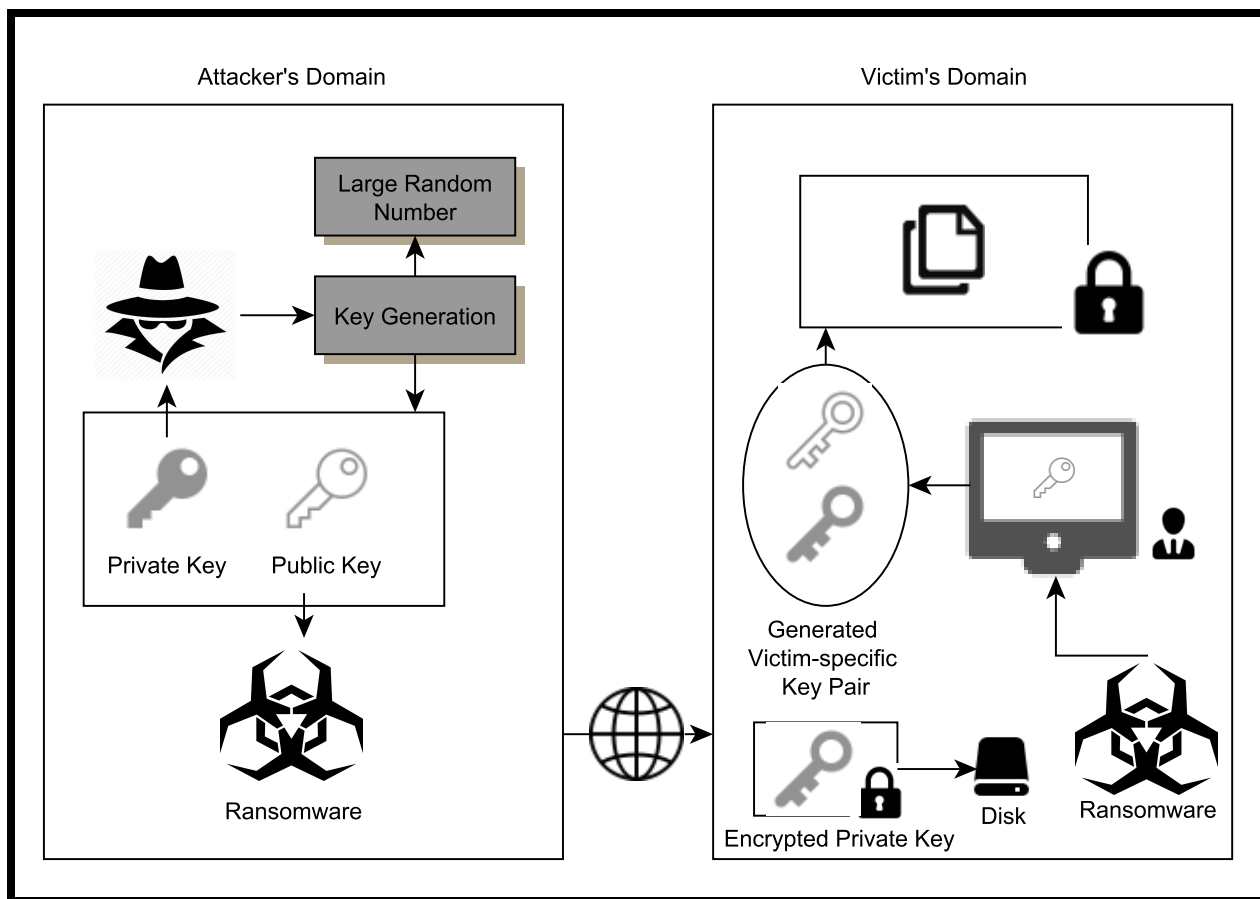 Attacker's Domain
Victim's Domain
Large Random
Number
Key Generation
Private Key
Public Key
Ransomware
Generated
Victim-specific
Key Pair
Encrypted Private Key
Disk
Ransomware